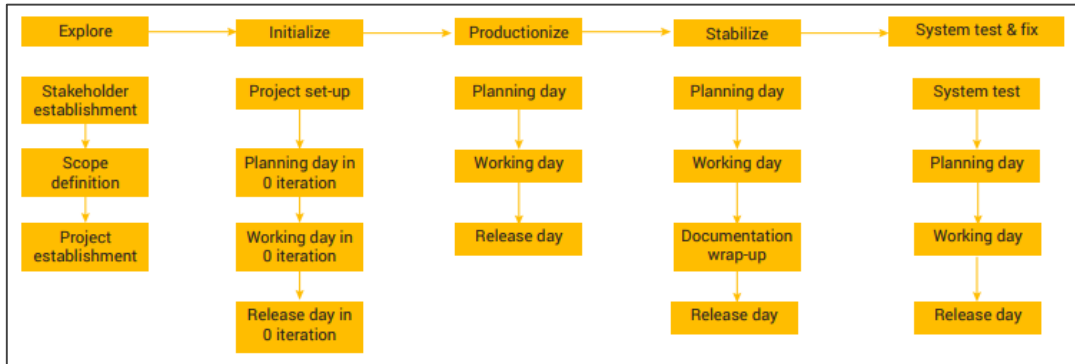 Explore
Initialize
Productionize
Stabilize
System test & fix
Stakeholder
establishment
Scope
definition
Project
establishment
Project set-up
Planning day in
0 iteration
Working day in
0 iteration
Release day in
0 iteration
Planning day
Working day
Release day
Planning day
Working day
Documentation
wrap-up
Release day
System test
Planning day
Working day
Release day